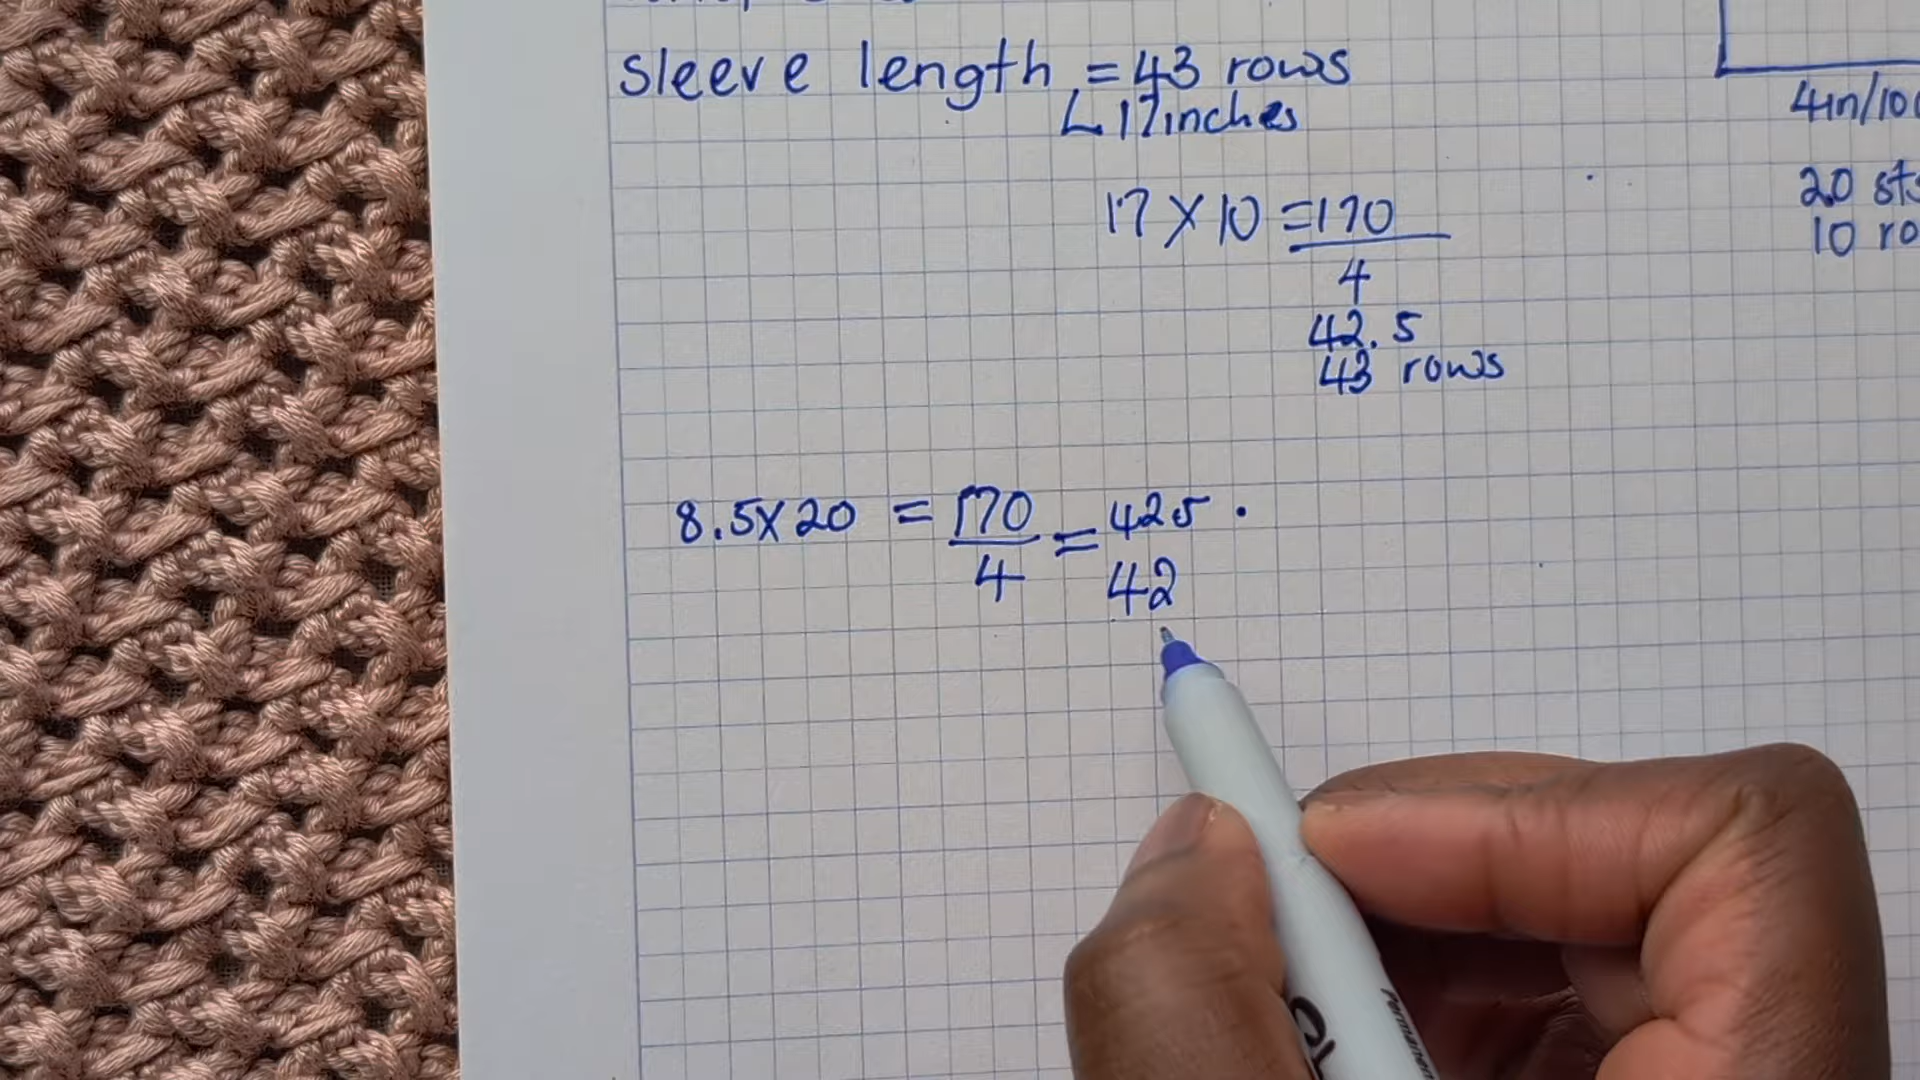 sleeve length = 43 rows
17 inches
17 X 10 = 170
4
42.5
43 rows
8.5 X 20 = 170 = 425 .
4
42
4in/10
20 sts
10 ro
Permanen